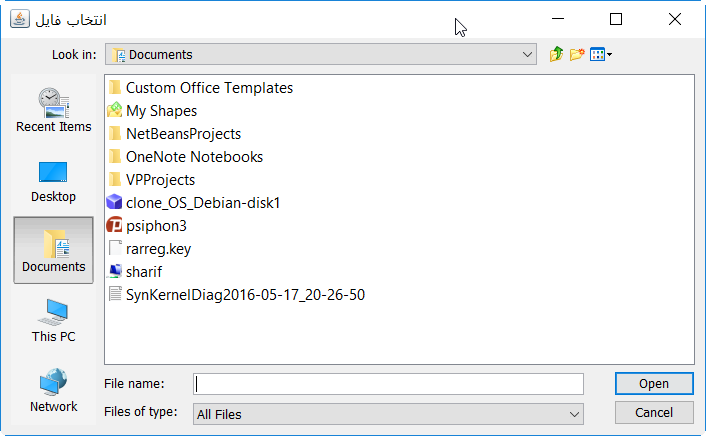 انتخاب فایل
Look in: Documents
Recent Items
Desktop
Documents
This PC
Network
Custom Office Templates
My Shapes
NetBeansProjects
OneNote Notebooks
VPProjects
clone_OS_Debian-disk1
psiphon3
rarreg.key
sharif
SynKernelDiag2016-05-17_20-26-50
File name:
Open
Files of type: All Files
Cancel